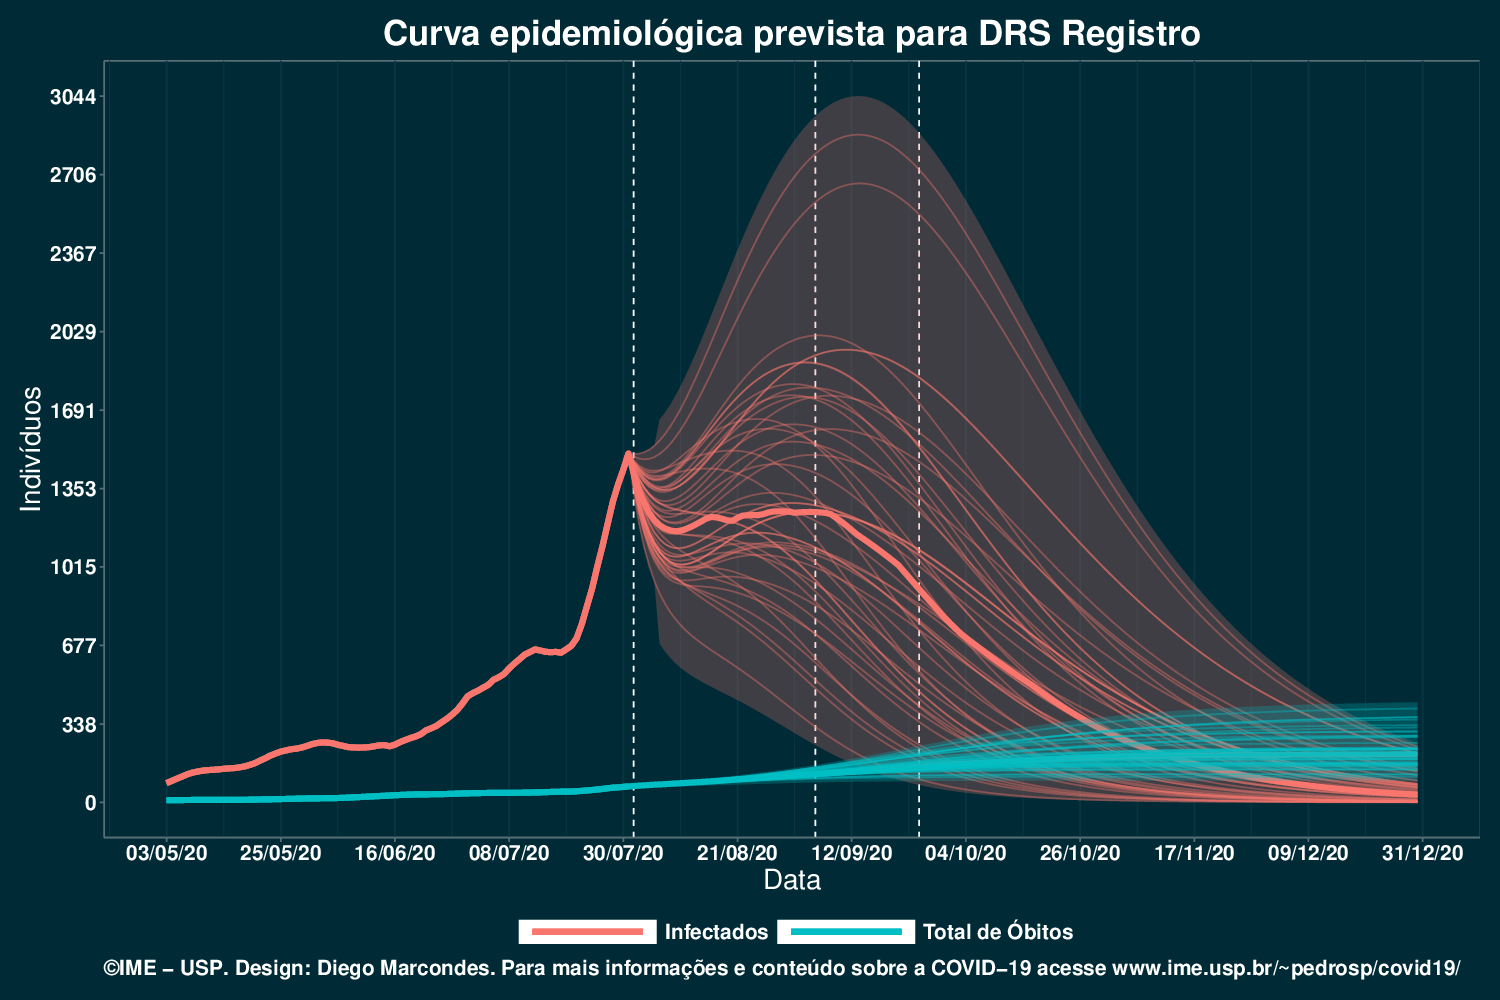 Curva epidemiológica prevista para DRS Registro
Indivíduos
3044
2706
2367
2029
1691
1353
1015
677
338
0
03/05/20 25/05/20 16/06/20 08/07/20 30/07/20 21/08/20 12/09/20 04/10/20 26/10/20 17/11/20 09/12/20 31/12/20
Data
Infectados Total de Óbitos
©IME − USP. Design: Diego Marcondes. Para mais informações e conteúdo sobre a COVID−19 acesse www.ime.usp.br/~pedrosp/covid19/